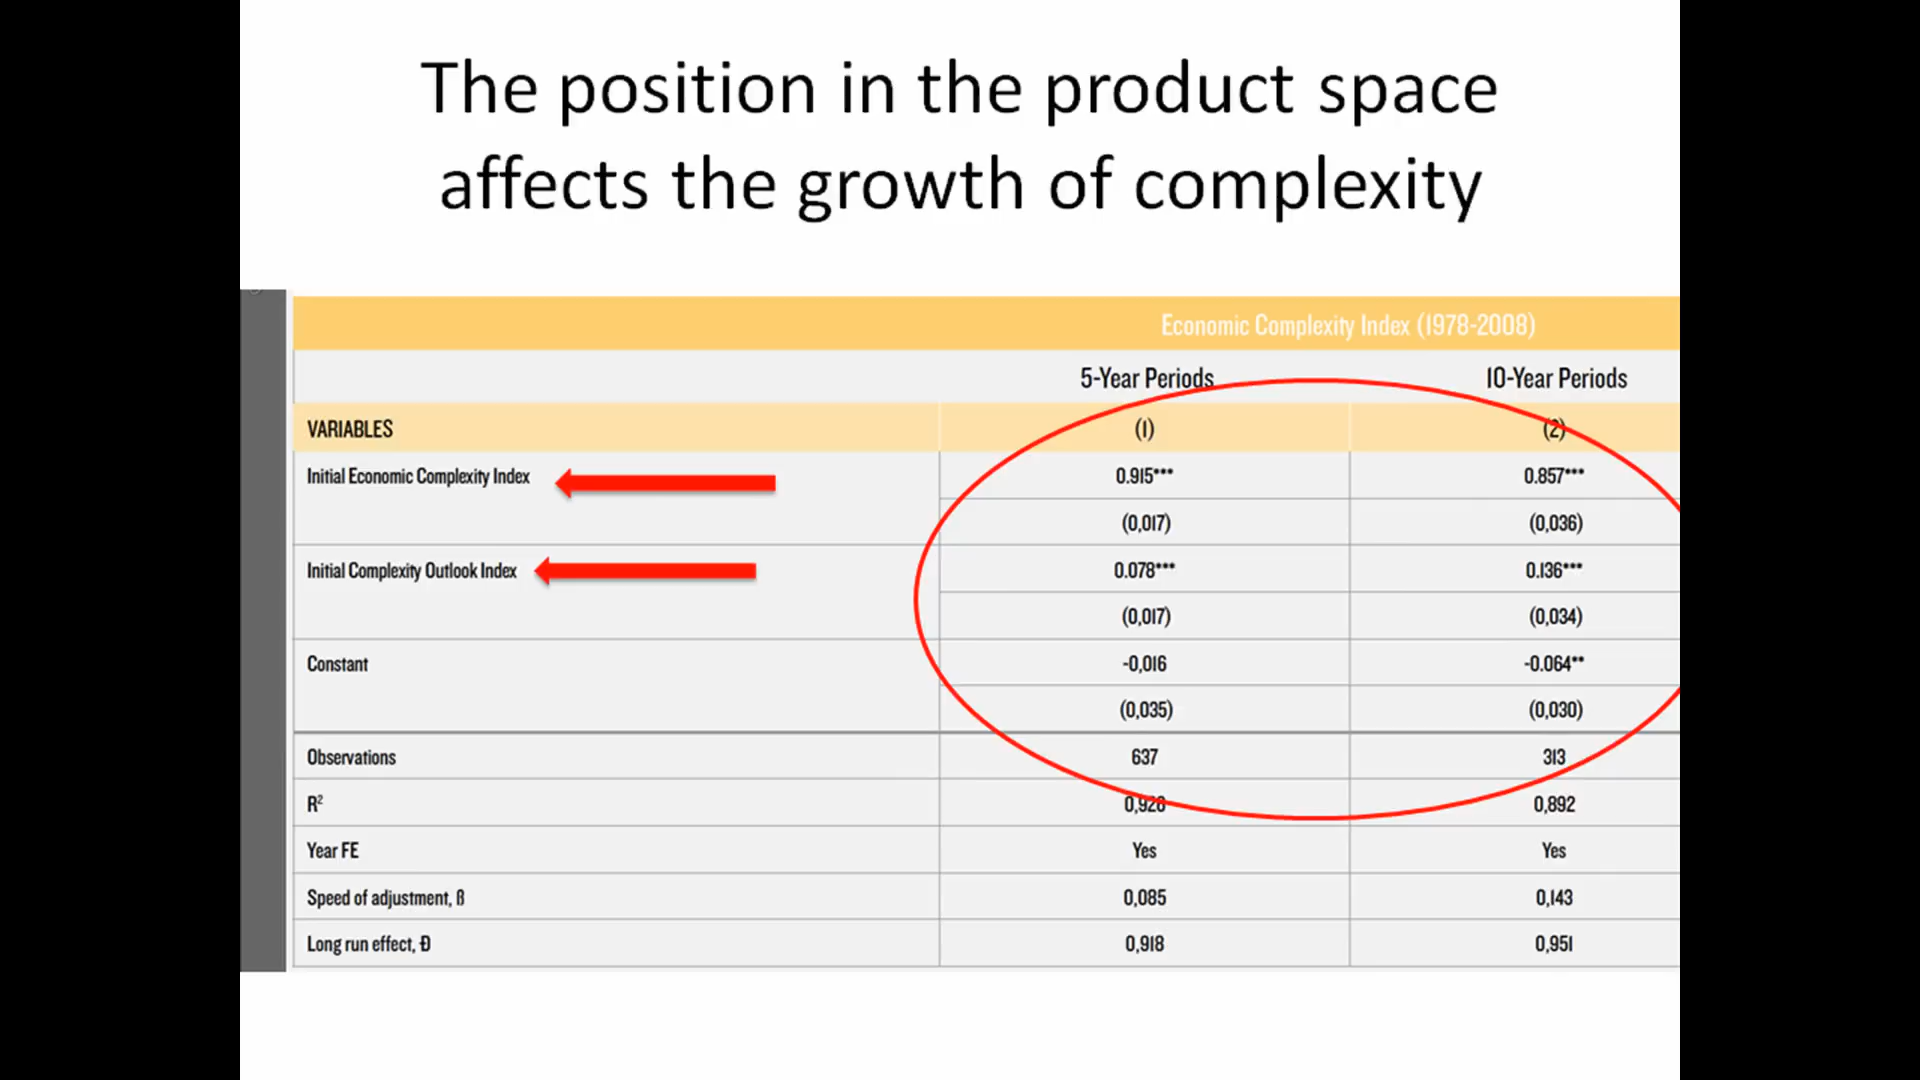 The position in the product space
affects the growth of complexity
Economic Complexity Index (1978-2008)
5-Year Periods 10-Year Periods
VARIABLES (1) (2)
Initial Economic Complexity Index 0.915*** 0.857***
(0,017) (0,036)
Initial Complexity Outlook Index 0.078*** 0.136***
(0,017) (0,034)
Constant -0,016 -0.064**
(0,035) (0,030)
Observations 637 313
R² 0,892
Year FE Yes Yes
Speed of adjustment, ß 0,085 0,143
Long run effect, Đ 0,918 0,951